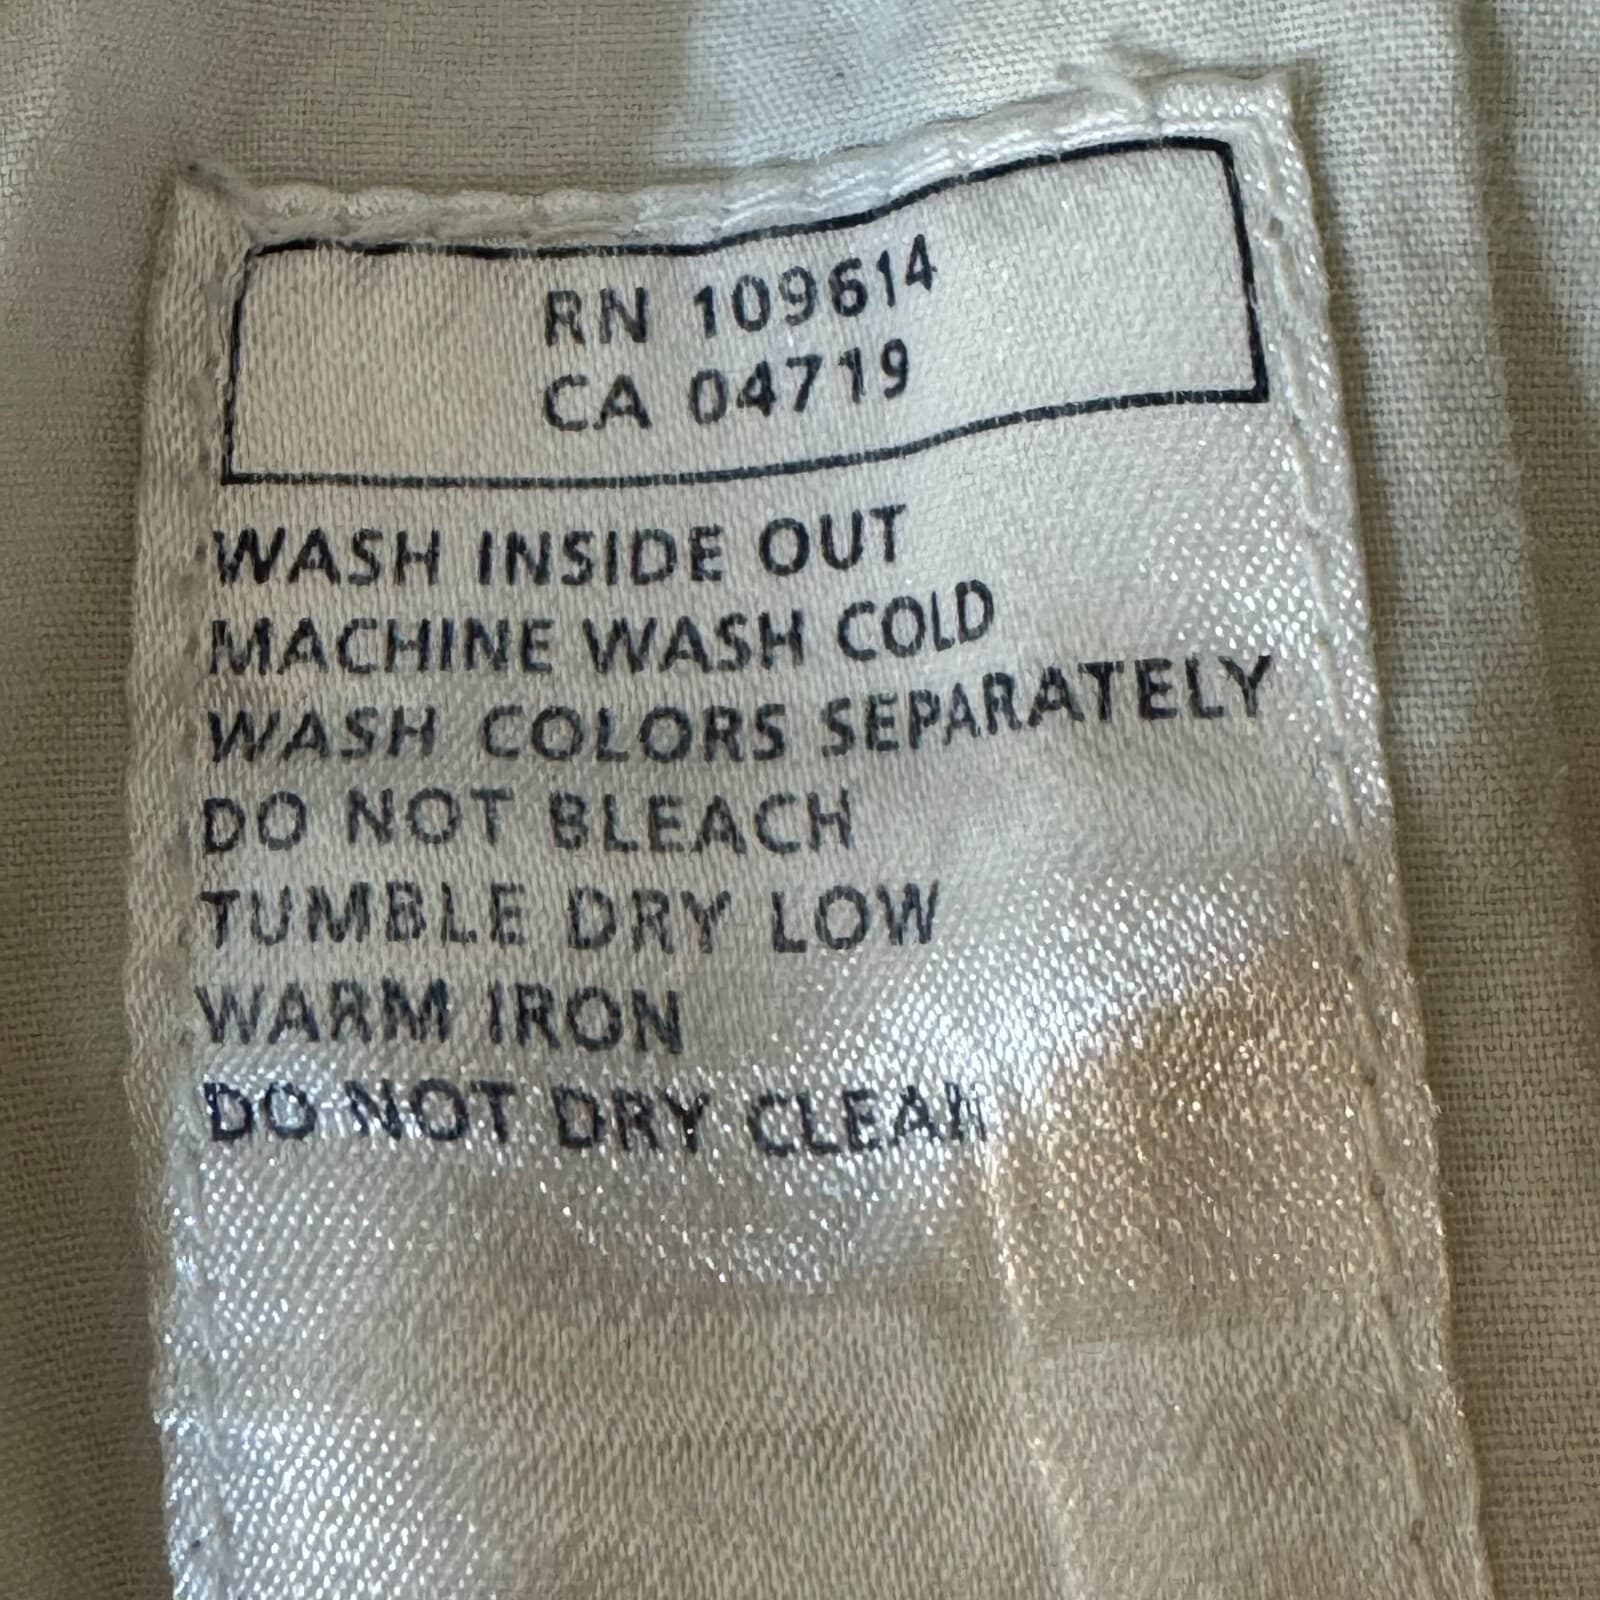 RN 109614
CA 04719
WASH INSIDE OUT
MACHINE WASH COLD
WASH COLORS SEPARATELY
DO NOT BLEACH
TUMBLE DRY LOW
WARM IRON
DO NOT DRY CLEAN